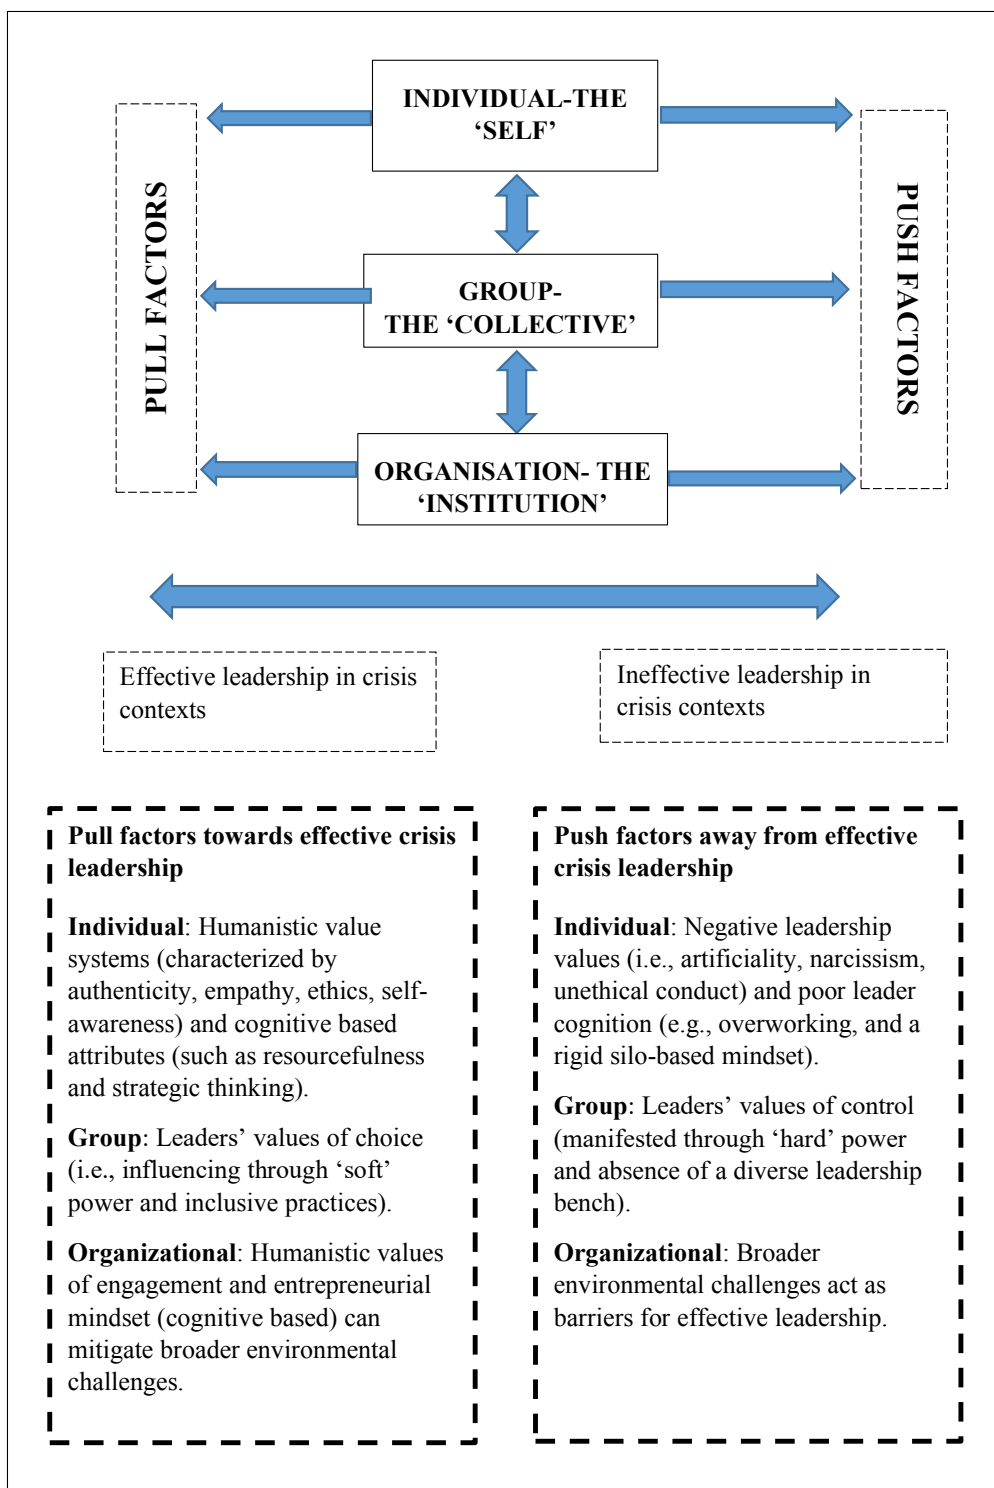 INDIVIDUAL-THE
‘SELF’
PULL FACTORS
PUSH FACTORS
GROUP-
THE ‘COLLECTIVE’
ORGANISATION- THE
‘INSTITUTION’
Effective leadership in crisis
contexts
Ineffective leadership in
crisis contexts
Pull factors towards effective crisis
leadership
Individual: Humanistic value
systems (characterized by
authenticity, empathy, ethics, self-
awareness) and cognitive based
attributes (such as resourcefulness
and strategic thinking).
Group: Leaders’ values of choice
(i.e., influencing through ‘soft’
power and inclusive practices).
Organizational: Humanistic values
of engagement and entrepreneurial
mindset (cognitive based) can
mitigate broader environmental
challenges.
Push factors away from effective
crisis leadership
Individual: Negative leadership
values (i.e., artificiality, narcissism,
unethical conduct) and poor leader
cognition (e.g., overworking, and a
rigid silo-based mindset).
Group: Leaders’ values of control
(manifested through ‘hard’ power
and absence of a diverse leadership
bench).
Organizational: Broader
environmental challenges act as
barriers for effective leadership.